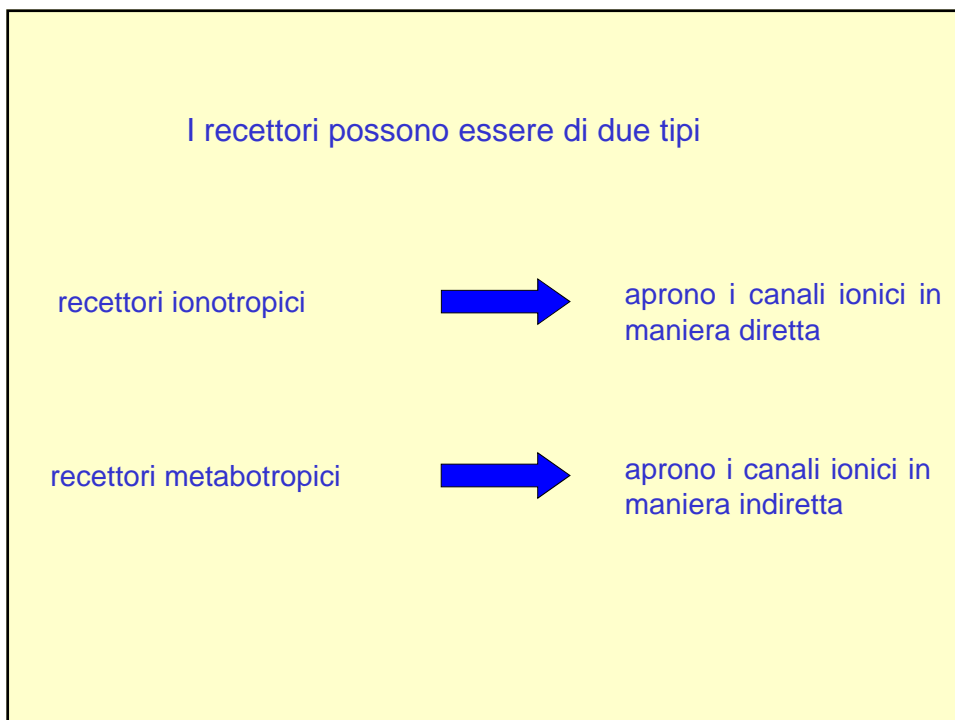 I recettori possono essere di due tipi
recettori ionotropici
aprono i canali ionici in
maniera diretta
recettori metabotropici
aprono i canali ionici in
maniera indiretta